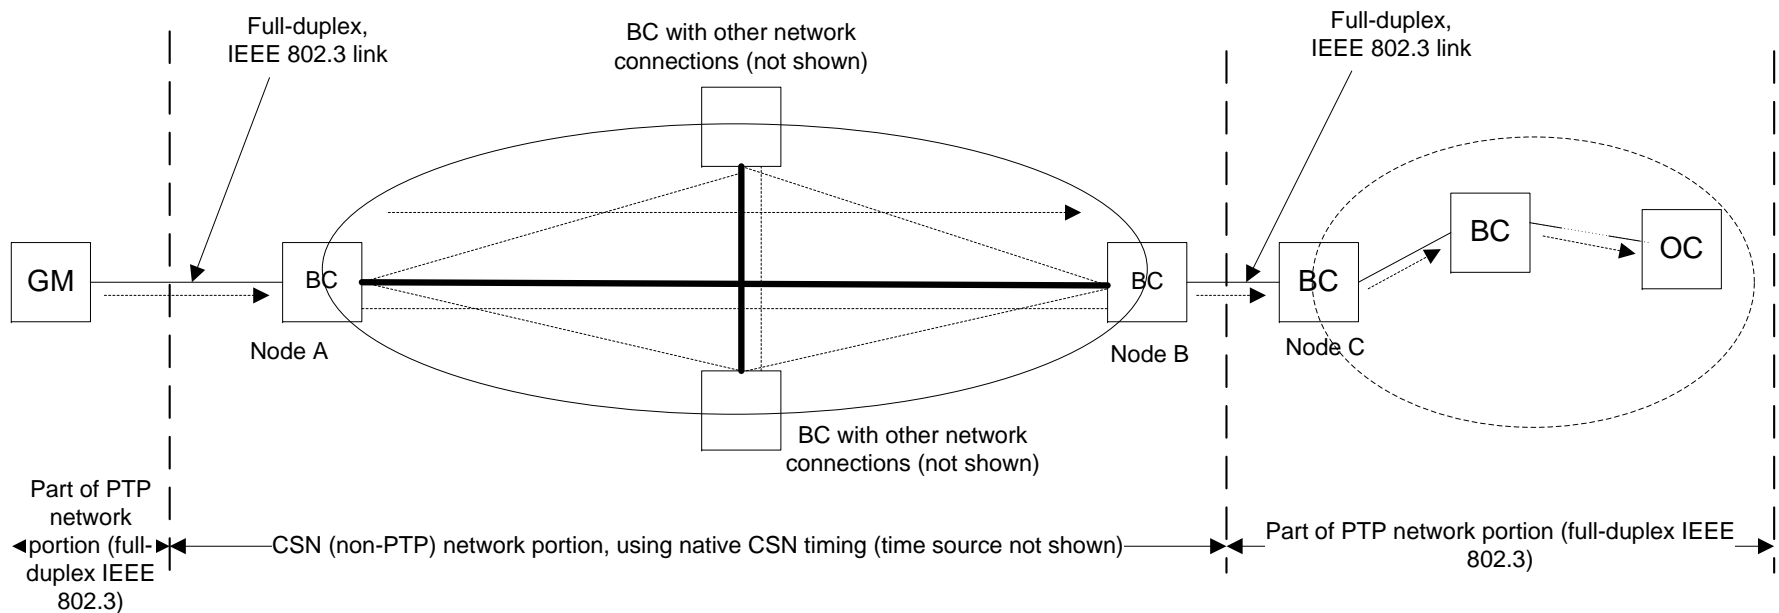 Full-duplex,
IEEE 802.3 link
BC with other network
connections (not shown)
Full-duplex,
IEEE 802.3 link
GM
BC
Node A
BC
Node B
BC
Node C
BC
OC
BC with other network
connections (not shown)
Part of PTP
network
portion (full-
duplex IEEE
802.3)
CSN (non-PTP) network portion, using native CSN timing (time source not shown)
Part of PTP network portion (full-duplex IEEE
802.3)